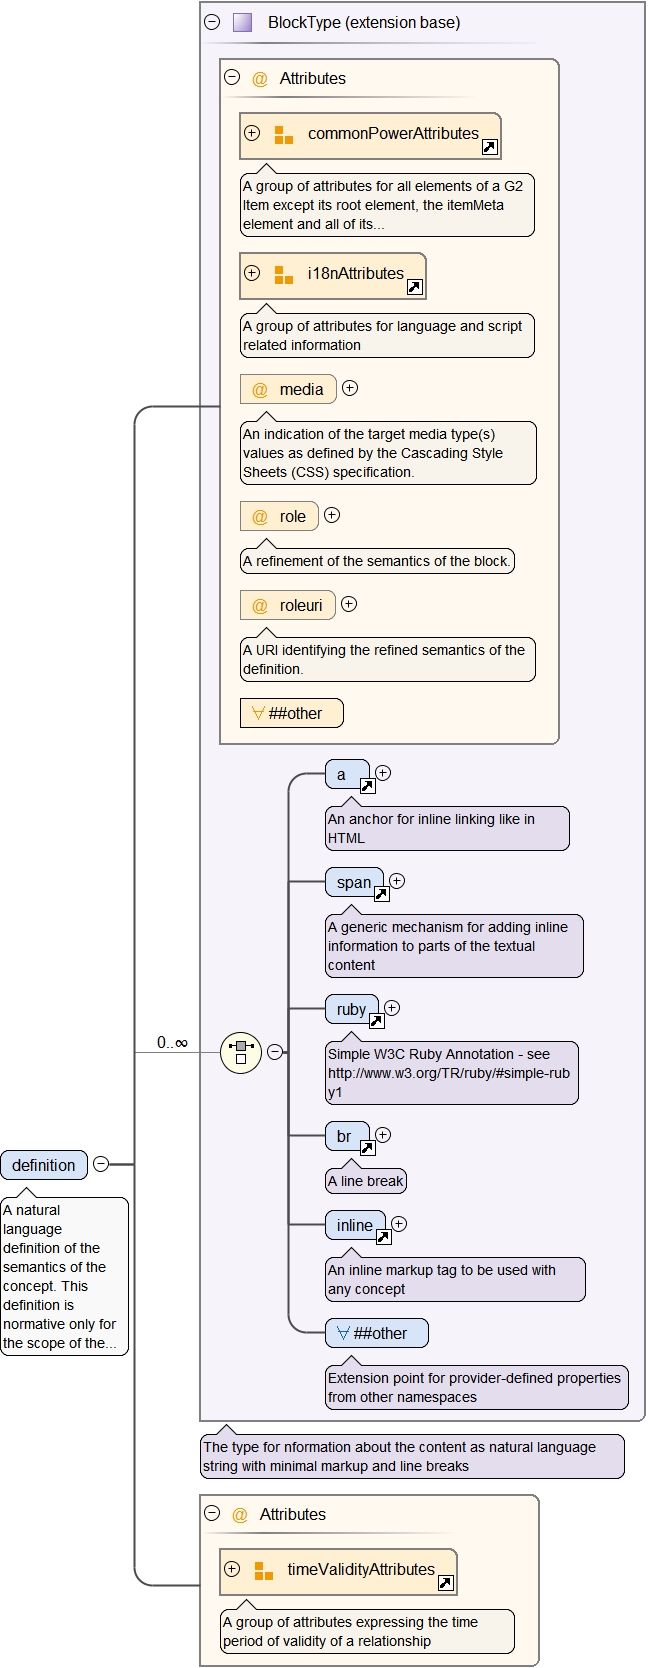 BlockType (extension base)
@ Attributes
commonPowerAttributes
A group of attributes for all elements of a G2
Item except its root element, the itemMeta
element and all of its...
i18nAttributes
A group of attributes for language and script
related information
@ media
An indication of the target media type(s)
values as defined by the Cascading Style
Sheets (CSS) specification.
@ role
A refinement of the semantics of the block.
@ roleuri
A URI identifying the refined semantics of the
definition.
∀ ##other
a
An anchor for inline linking like in
HTML
span
A generic mechanism for adding inline
information to parts of the textual
content
ruby
Simple W3C Ruby Annotation - see
http://www.w3.org/TR/ruby/#simple-rub
y1
0..∞
br
A line break
definition
A natural
language
definition of the
semantics of the
concept. This
definition is
normative only for
the scope of the...
inline
An inline markup tag to be used with
any concept
∀ ##other
Extension point for provider-defined properties
from other namespaces
The type for nformation about the content as natural language
string with minimal markup and line breaks
@ Attributes
timeValidityAttributes
A group of attributes expressing the time
period of validity of a relationship